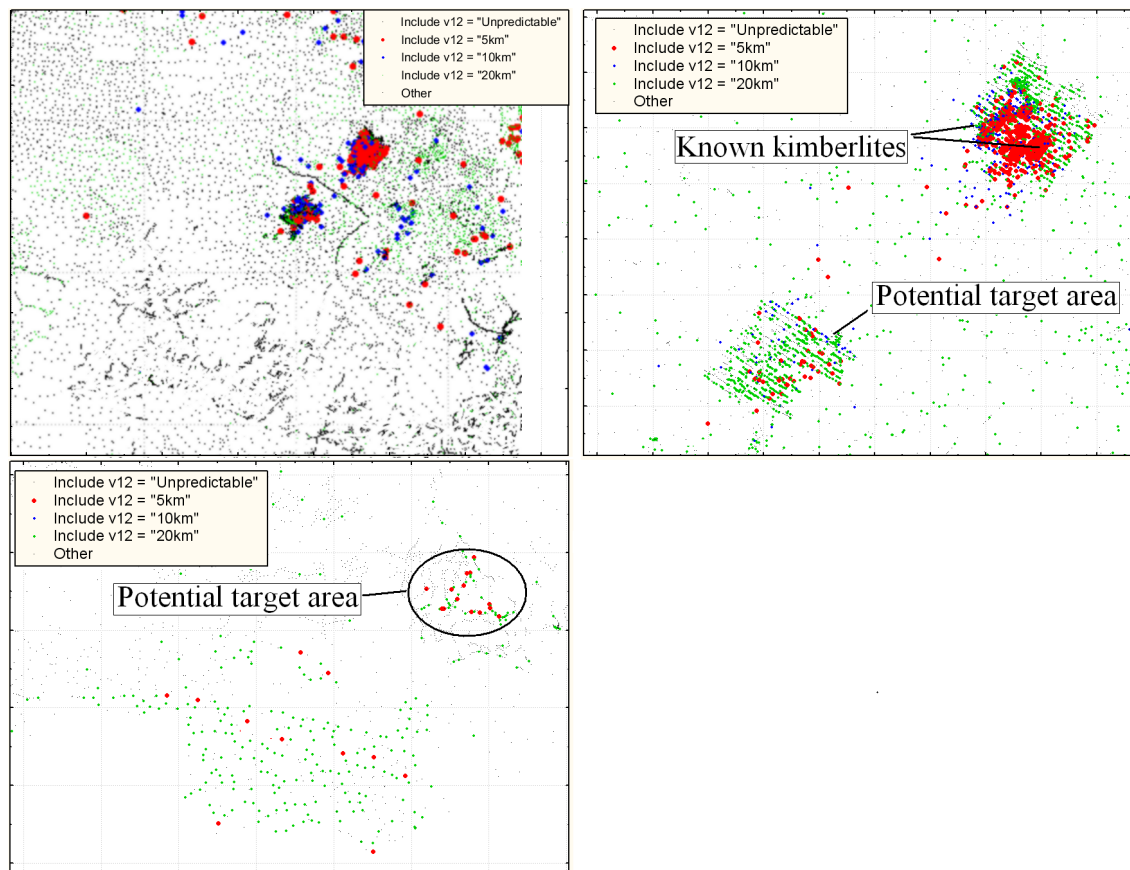 Include v12 = "Unpredictable"
Include v12 = "5km"
Include v12 = "10km"
Include v12 = "20km"
Other
Include v12 = "Unpredictable"
Include v12 = "5km"
Include v12 = "10km"
Include v12 = "20km"
Other
Known kimberlites
Potential target area
Include v12 = "Unpredictable"
Include v12 = "5km"
Include v12 = "10km"
Include v12 = "20km"
Other
Potential target area